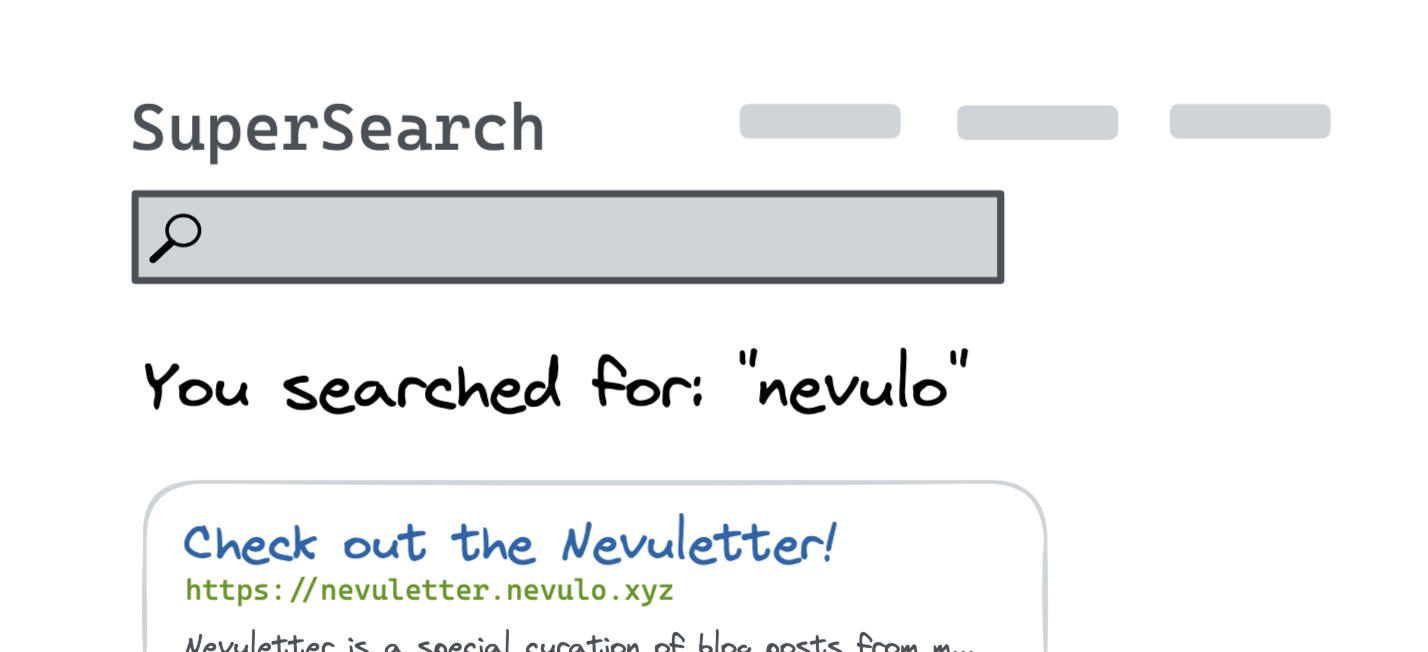 SuperSearch
You searched for: "nevulo"
Check out the Nevuletter!
https://nevuletter.nevulo.xyz
Nevuletter is a special curation of blog posts from m...